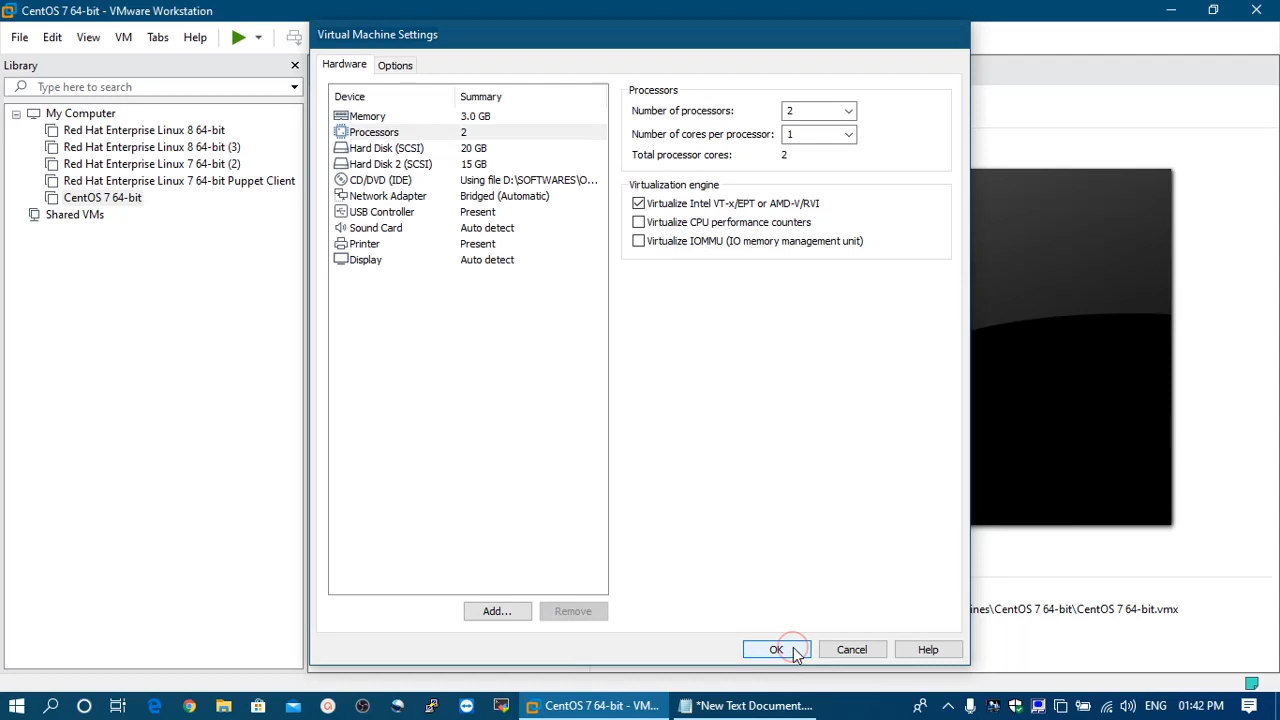 CentOS 7 64-bit - VMware Workstation
File Edit View VM Tabs Help
Library
Type here to search
My Computer
Red Hat Enterprise Linux 8 64-bit
Red Hat Enterprise Linux 8 64-bit (3)
Red Hat Enterprise Linux 7 64-bit (2)
Red Hat Enterprise Linux 7 64-bit Puppet Client
CentOS 7 64-bit
Shared VMs
Virtual Machine Settings
Hardware Options
Device Summary
Memory 3.0 GB
Processors 2
Hard Disk (SCSI) 20 GB
Hard Disk 2 (SCSI) 15 GB
CD/DVD (IDE) Using file D:\SOFTWARES\O...
Network Adapter Bridged (Automatic)
USB Controller Present
Sound Card Auto detect
Printer Present
Display Auto detect
Add... Remove
Processors
Number of processors: 2
Number of cores per processor: 1
Total processor cores: 2
Virtualization engine
Virtualize Intel VT-x/EPT or AMD-V/RVI
Virtualize CPU performance counters
Virtualize IOMMU (IO memory management unit)
OK Cancel Help
nes\CentOS 7 64-bit\CentOS 7 64-bit.vmx
CentOS 7 64-bit - VM... *New Text Document.... ENG 01:42 PM